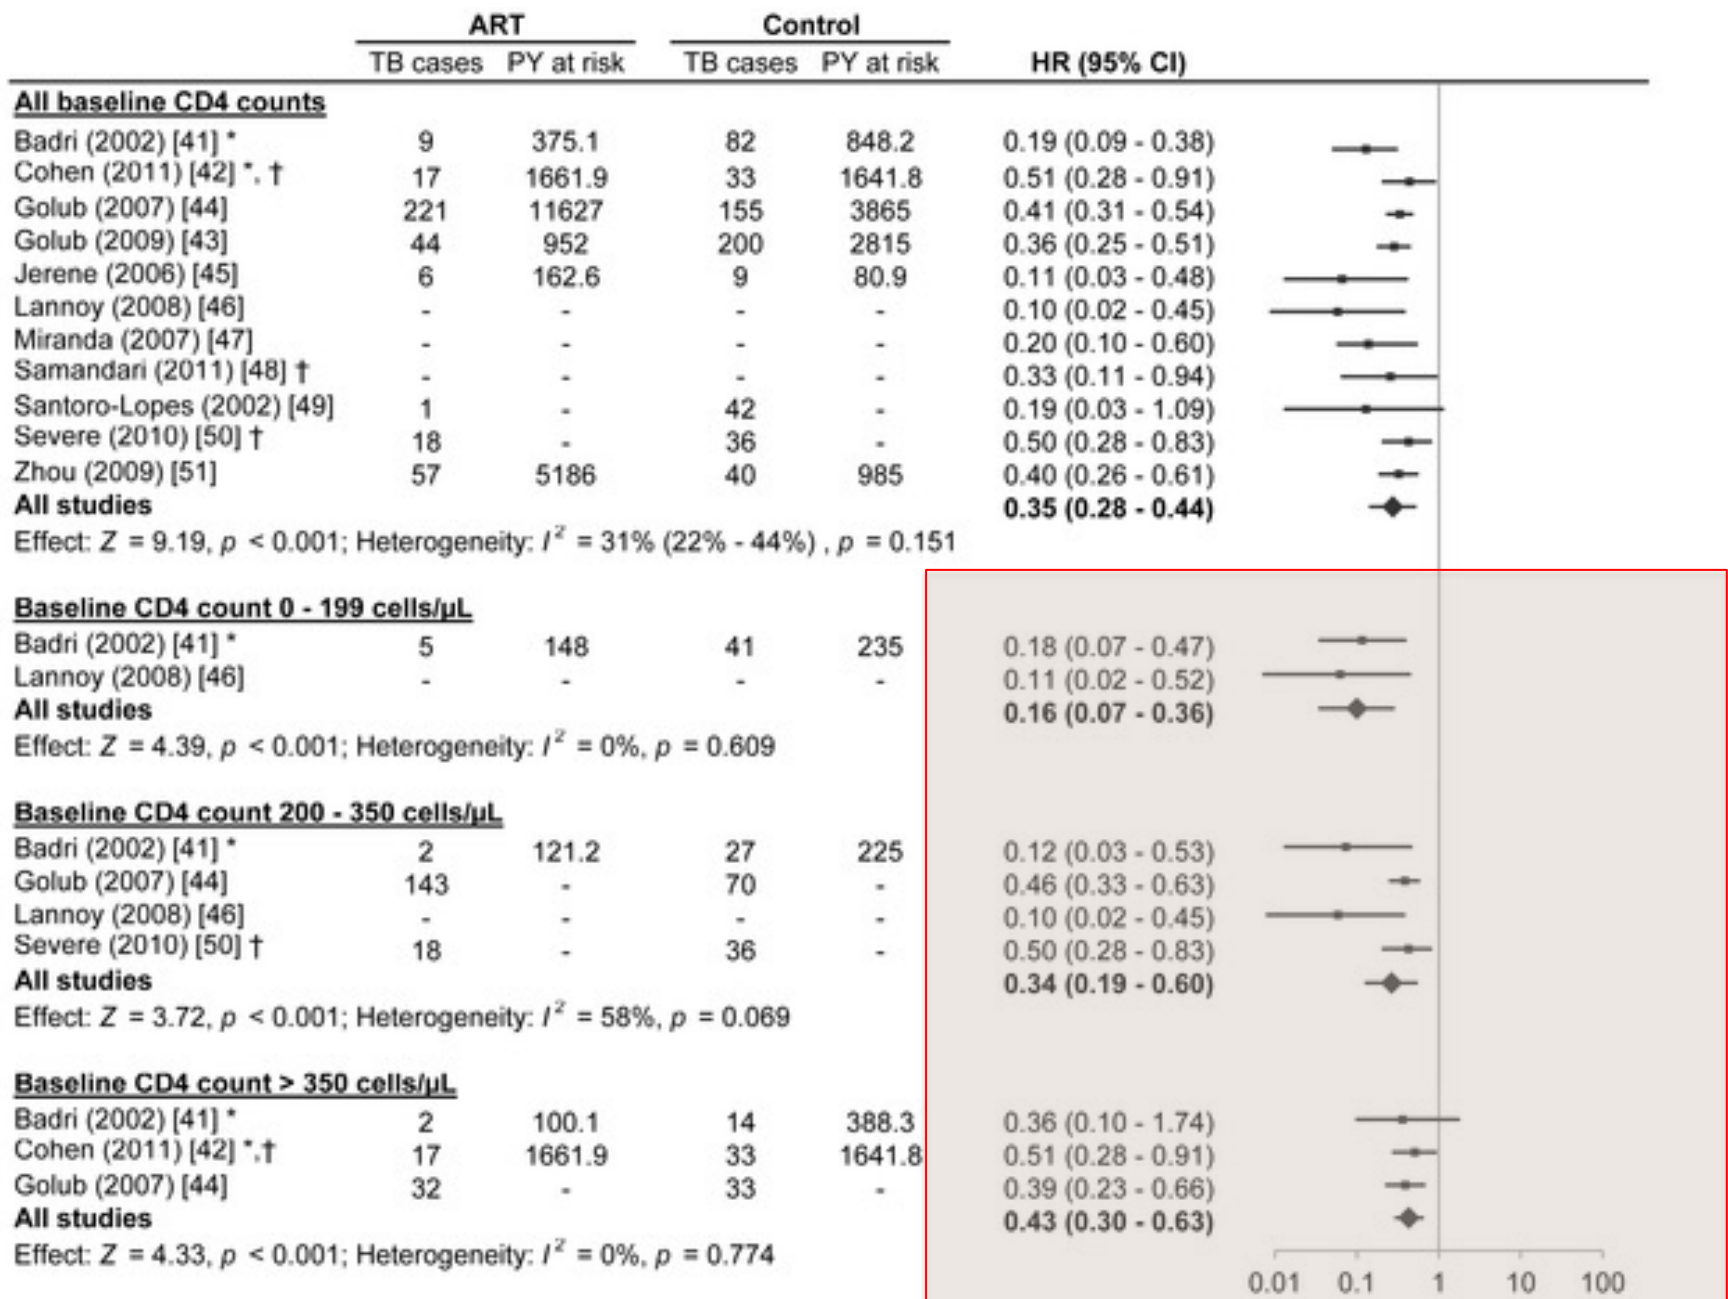 ART Control
TB cases PY at risk TB cases PY at risk HR (95% CI)
All baseline CD4 counts
Badri (2002) [41] * 9 375.1 82 848.2 0.19 (0.09 - 0.38)
Cohen (2011) [42] *, † 17 1661.9 33 1641.8 0.51 (0.28 - 0.91)
Golub (2007) [44] 221 11627 155 3865 0.41 (0.31 - 0.54)
Golub (2009) [43] 44 952 200 2815 0.36 (0.25 - 0.51)
Jerene (2006) [45] 6 162.6 9 80.9 0.11 (0.03 - 0.48)
Lannoy (2008) [46] - - - - 0.10 (0.02 - 0.45)
Miranda (2007) [47] - - - - 0.20 (0.10 - 0.60)
Samandari (2011) [48] † - - - - 0.33 (0.11 - 0.94)
Santoro-Lopes (2002) [49] 1 - 42 - 0.19 (0.03 - 1.09)
Severe (2010) [50] † 18 - 36 - 0.50 (0.28 - 0.83)
Zhou (2009) [51] 57 5186 40 985 0.40 (0.26 - 0.61)
All studies 0.35 (0.28 - 0.44)
Effect: Z = 9.19, p < 0.001; Heterogeneity: I² = 31% (22% - 44%) , p = 0.151
Baseline CD4 count 0 - 199 cells/µL
Badri (2002) [41] * 5 148 41 235 0.18 (0.07 - 0.47)
Lannoy (2008) [46] - - - - 0.11 (0.02 - 0.52)
All studies 0.16 (0.07 - 0.36)
Effect: Z = 4.39, p < 0.001; Heterogeneity: I² = 0%, p = 0.609
Baseline CD4 count 200 - 350 cells/µL
Badri (2002) [41] * 2 121.2 27 225 0.12 (0.03 - 0.53)
Golub (2007) [44] 143 - 70 - 0.46 (0.33 - 0.63)
Lannoy (2008) [46] - - - - 0.10 (0.02 - 0.45)
Severe (2010) [50] † 18 - 36 - 0.50 (0.28 - 0.83)
All studies 0.34 (0.19 - 0.60)
Effect: Z = 3.72, p < 0.001; Heterogeneity: I² = 58%, p = 0.069
Baseline CD4 count > 350 cells/µL
Badri (2002) [41] * 2 100.1 14 388.3 0.36 (0.10 - 1.74)
Cohen (2011) [42] *,† 17 1661.9 33 1641.8 0.51 (0.28 - 0.91)
Golub (2007) [44] 32 - 33 - 0.39 (0.23 - 0.66)
All studies 0.43 (0.30 - 0.63)
Effect: Z = 4.33, p < 0.001; Heterogeneity: I² = 0%, p = 0.774
0.01 0.1 1 10 100